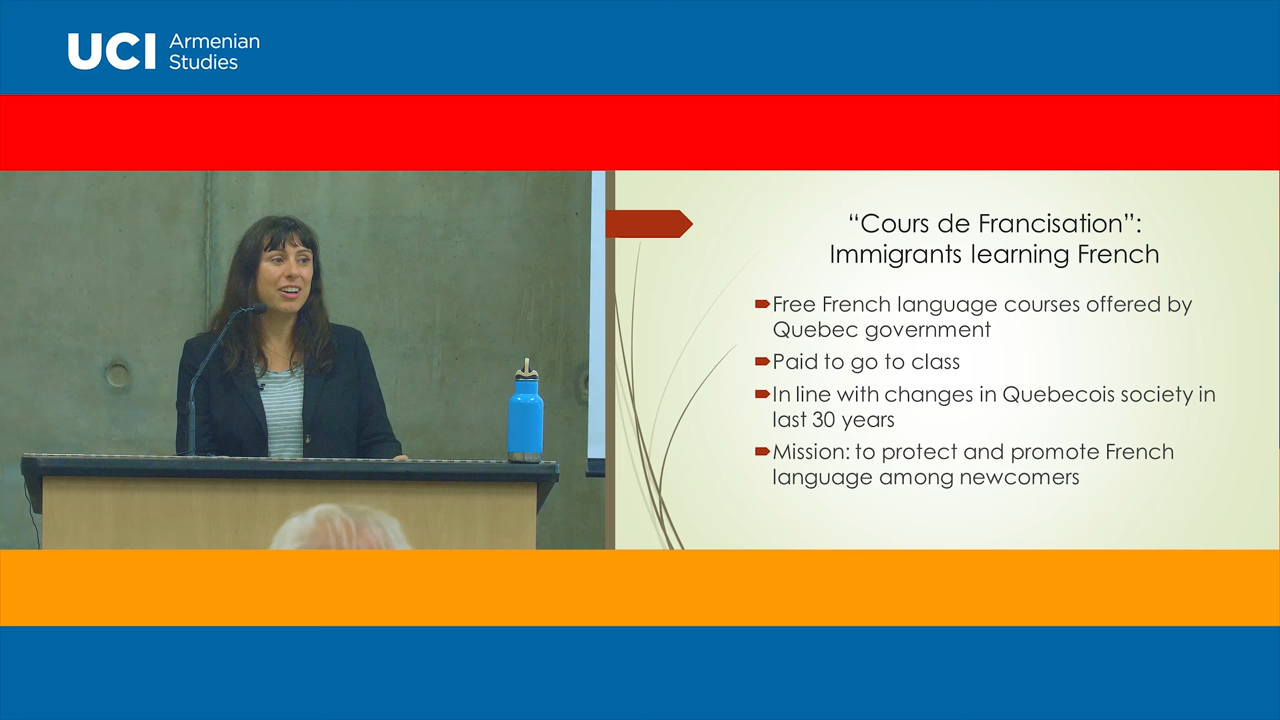 UCI Armenian
Studies
“Cours de Francisation”:
Immigrants learning French
Free French language courses offered by
Quebec government
Paid to go to class
In line with changes in Quebecois society in
last 30 years
Mission: to protect and promote French
language among newcomers